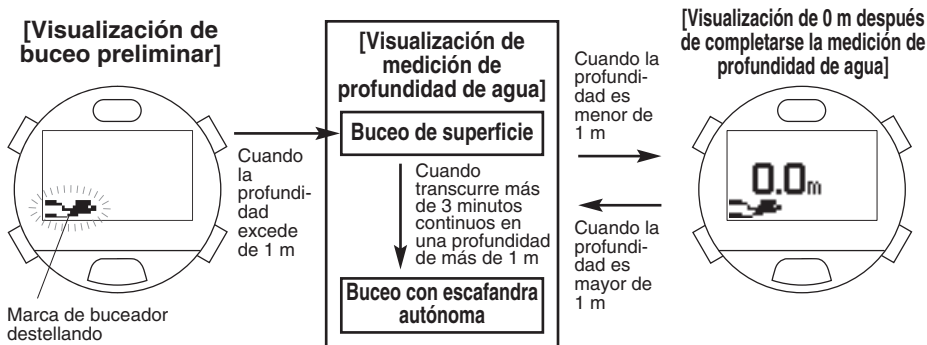 [Visualización de
buceo preliminar]
Marca de buceador
destellando
Cuando
la
profundi-
dad
excede
de 1 m
[Visualización de
medición de
profundidad de agua]
Buceo de superficie
Cuando
transcurre más
de 3 minutos
continuos en
una profundidad
de más de 1 m
Buceo con escafandra
autónoma
Cuando la
profundi-
dad es
menor de
1 m
Cuando la
profundi-
dad es
mayor de
1 m
[Visualización de 0 m después
de completarse la medición de
profundidad de agua]
0.0m